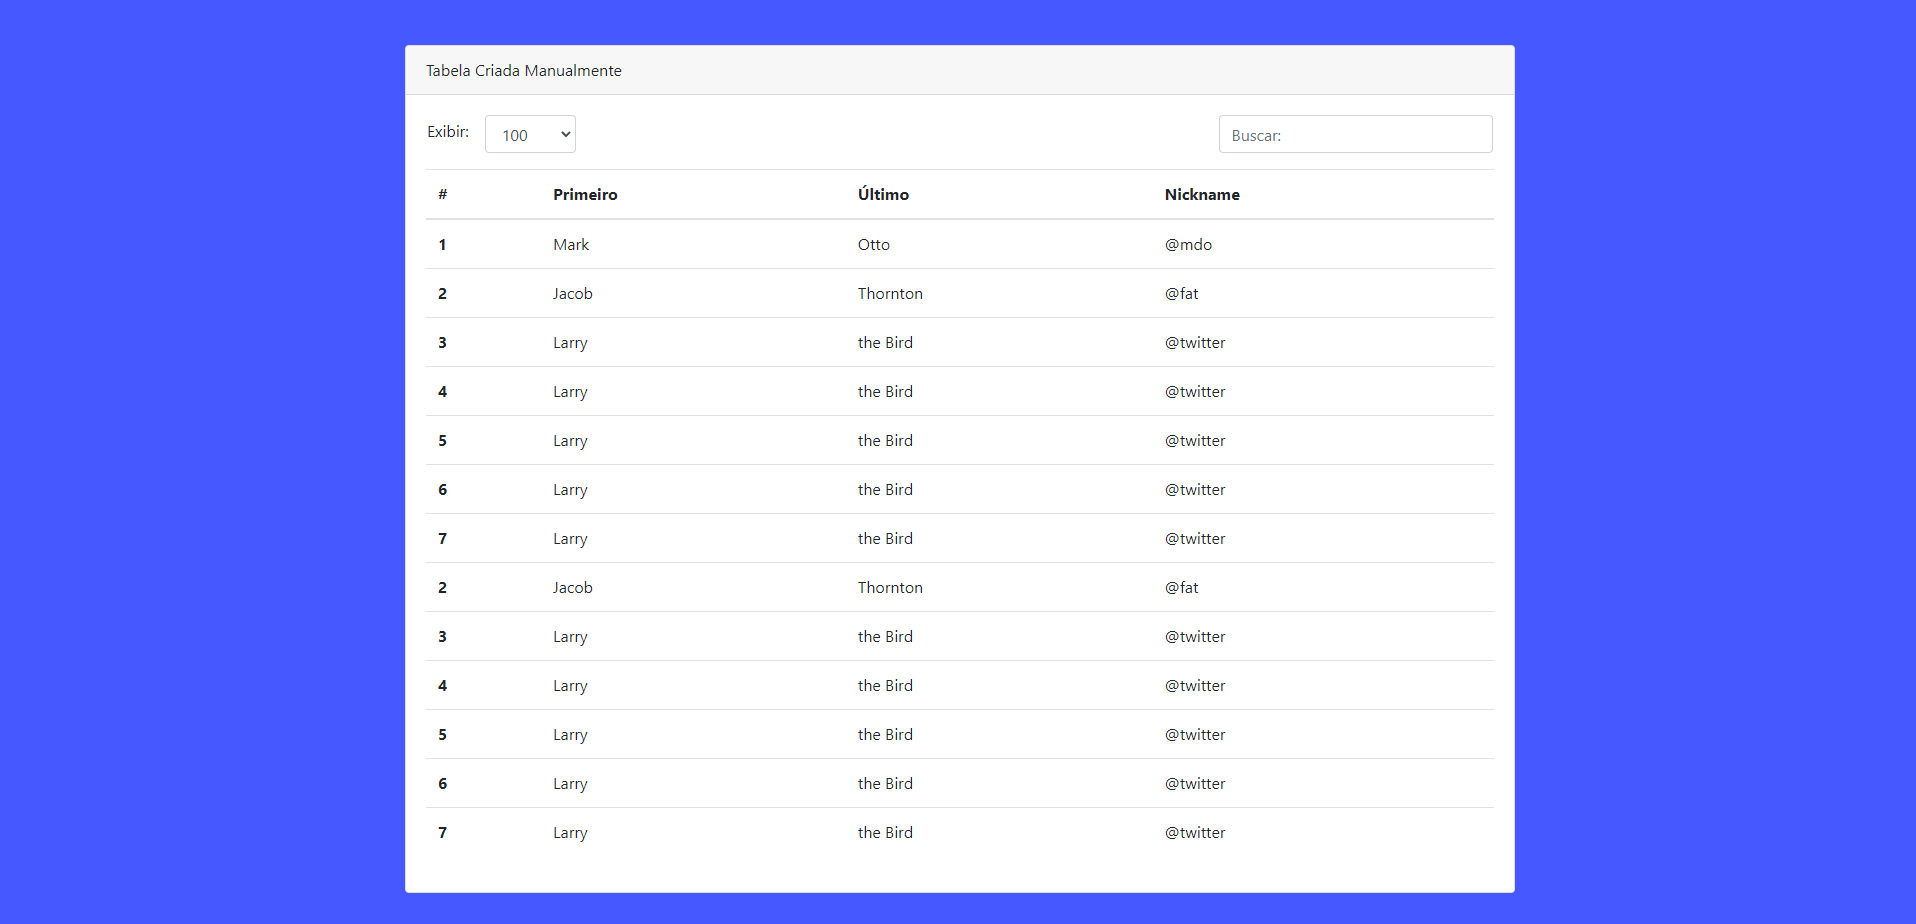 Tabela Criada Manualmente
Exibir: 100 Buscar:
# Primeiro Último Nickname
1 Mark Otto @mdo
2 Jacob Thornton @fat
3 Larry the Bird @twitter
4 Larry the Bird @twitter
5 Larry the Bird @twitter
6 Larry the Bird @twitter
7 Larry the Bird @twitter
2 Jacob Thornton @fat
3 Larry the Bird @twitter
4 Larry the Bird @twitter
5 Larry the Bird @twitter
6 Larry the Bird @twitter
7 Larry the Bird @twitter